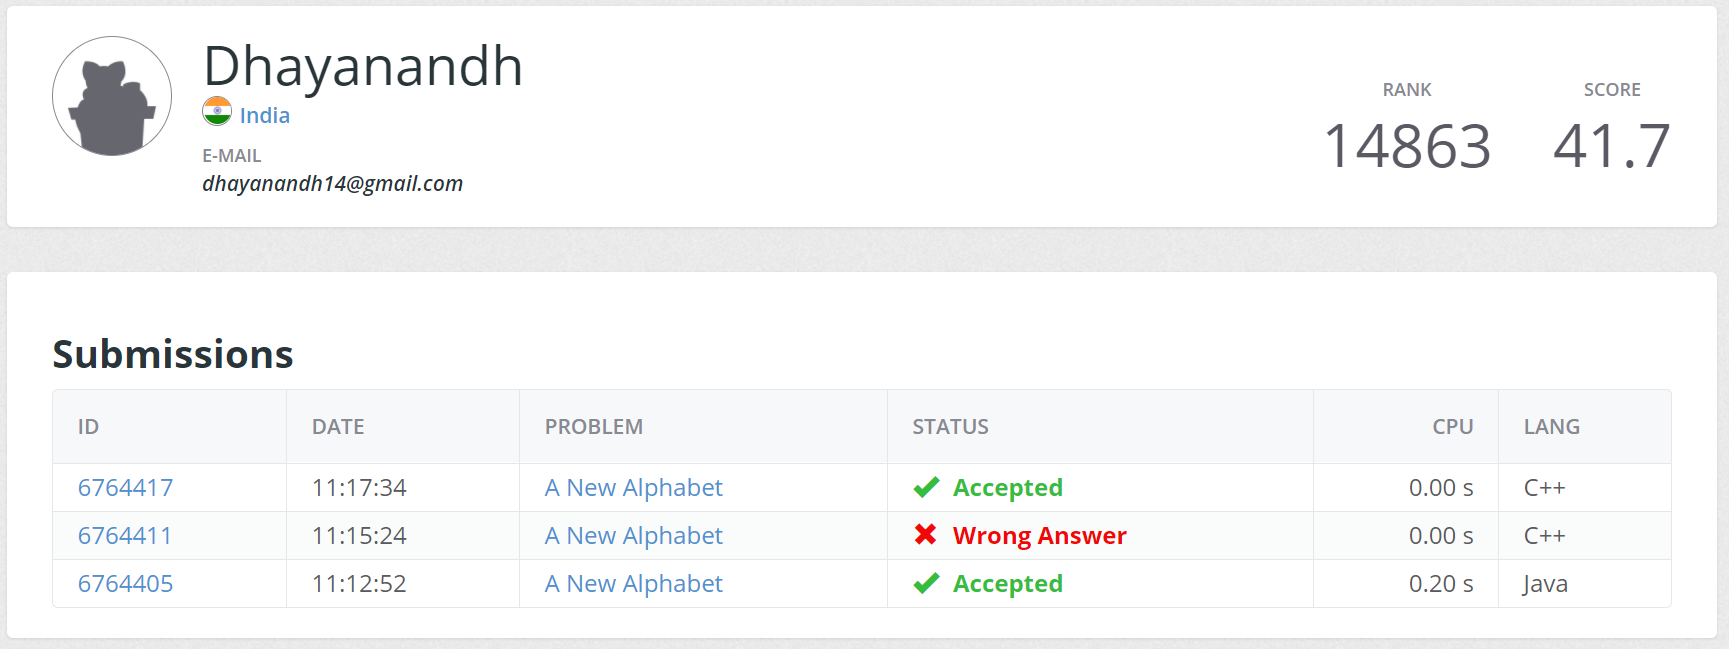 Dhayanandh
India
E-MAIL
dhayanandh14@gmail.com
RANK SCORE
14863 41.7
Submissions
ID DATE PROBLEM STATUS CPU LANG
6764417 11:17:34 A New Alphabet Accepted 0.00 s C++
6764411 11:15:24 A New Alphabet Wrong Answer 0.00 s C++
6764405 11:12:52 A New Alphabet Accepted 0.20 s Java